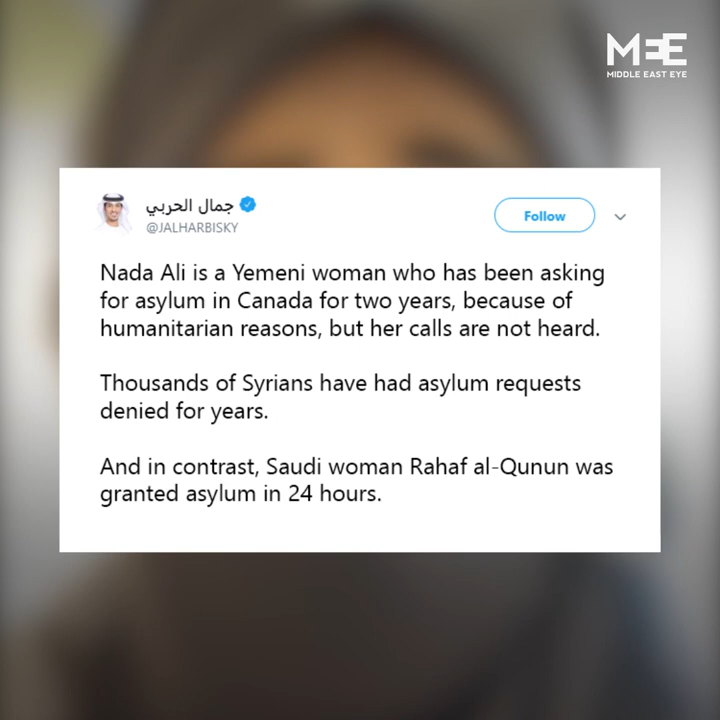 MEE
MIDDLE EAST EYE
جمال الحربي
@JALHARBISKY
Follow
Nada Ali is a Yemeni woman who has been asking
for asylum in Canada for two years, because of
humanitarian reasons, but her calls are not heard.
Thousands of Syrians have had asylum requests
denied for years.
And in contrast, Saudi woman Rahaf al-Qunun was
granted asylum in 24 hours.